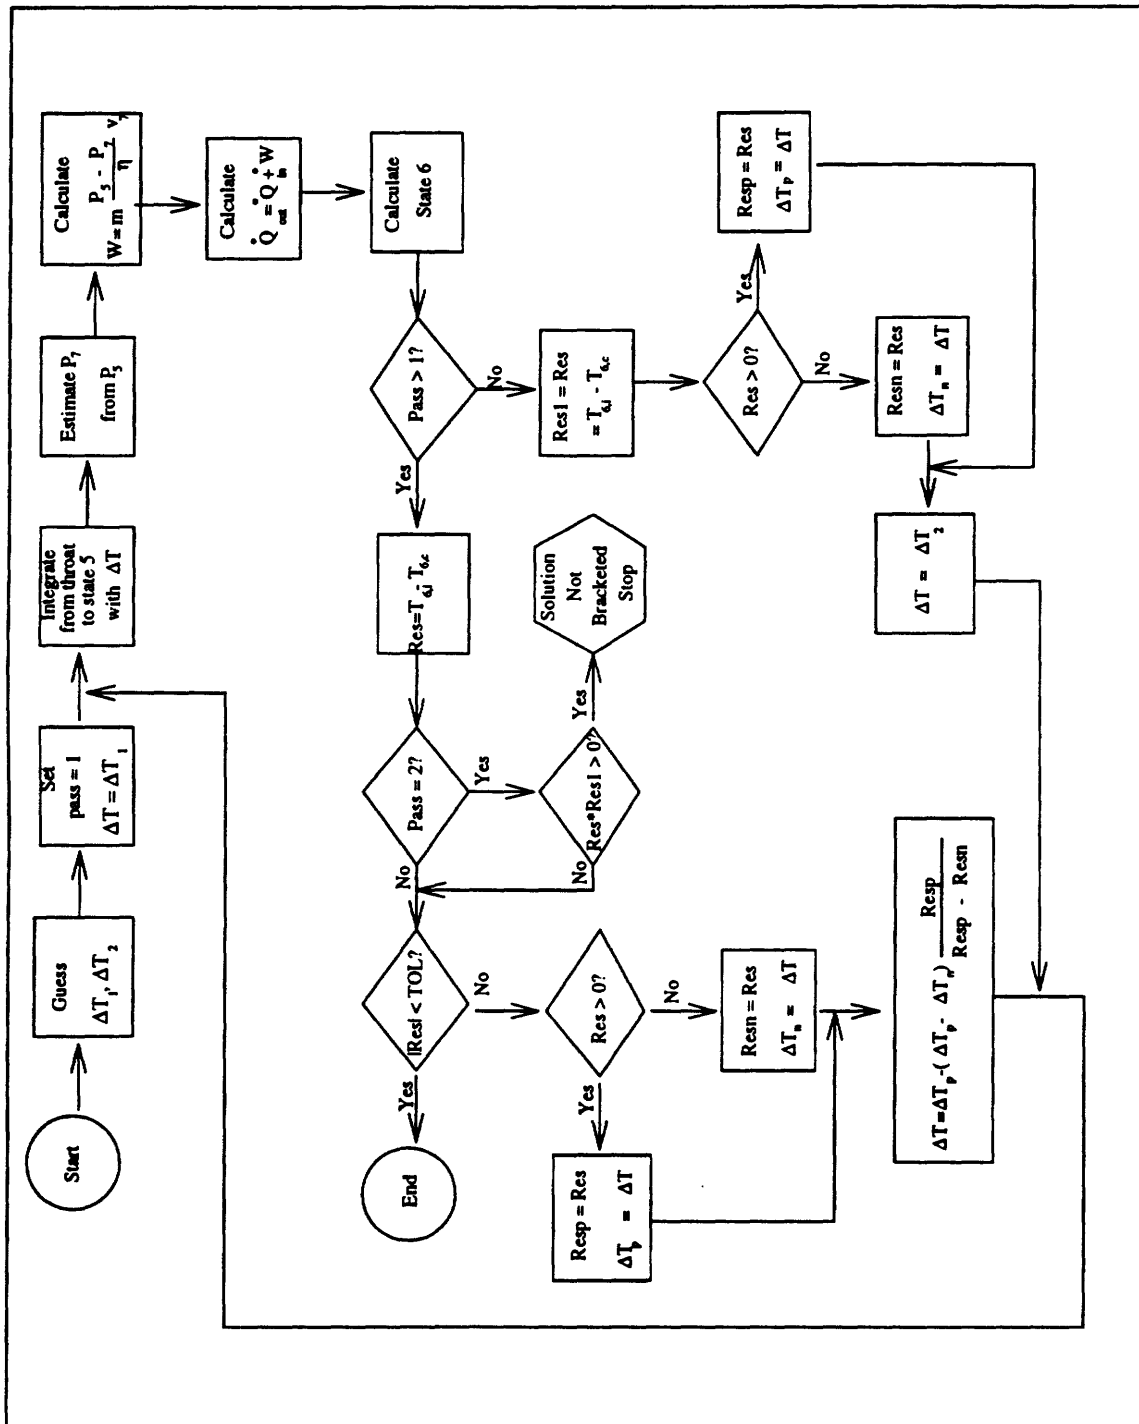 Start
Guess
ΔT₁, ΔT₂
Set
pass = 1
ΔT = ΔT₁
Integrate
from throat
to state 5
with ΔT
Estimate P₇
from P₅
Calculate
W = m (P₅ - P₇)/η v₇
Calculate
Q̇out = Q̇in + W
Calculate
State 6
Pass > 1?
Yes
No
Res=T₆,i - T₆,c
Res1 = Res
= T₆,i - T₆,c
Pass = 2?
Yes
No
Res*Res1 > 0?
Yes
No
Solution
Not
Bracketed
Stop
Res > 0?
Yes
No
Resp = Res
ΔTp = ΔT
Resn = Res
ΔTn = ΔT
ΔT = ΔT₂
|Res| < TOL?
Yes
No
End
Res > 0?
Yes
No
Resp = Res
ΔTp = ΔT
Resn = Res
ΔTn = ΔT
ΔT=ΔTp-(ΔTp - ΔTn) Resp/(Resp - Resn)